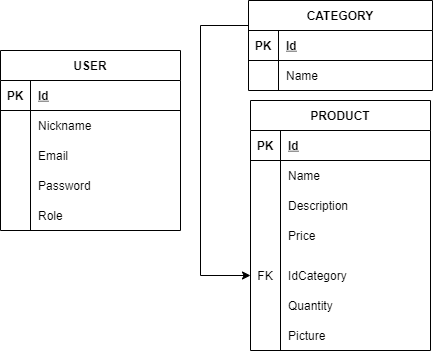 USER
PK Id
Nickname
Email
Password
Role
CATEGORY
PK Id
Name
PRODUCT
PK Id
Name
Description
Price
FK IdCategory
Quantity
Picture